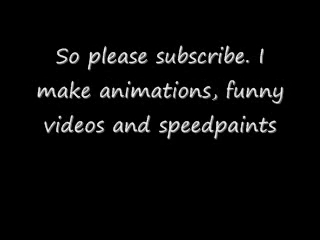 So please subscribe. I
make animations, funny
videos and speedpaints